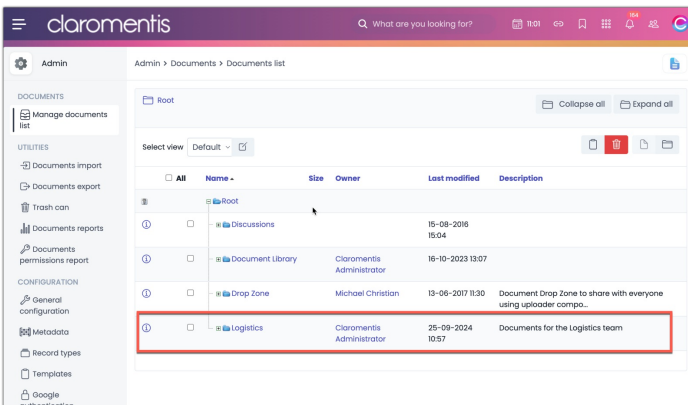 claromentis
What are you looking for?
11:01
164
Admin
Admin > Documents > Documents list
DOCUMENTS
Manage documents
list
UTILITIES
Documents import
Documents export
Trash can
Documents reports
Documents
permissions report
CONFIGURATION
General
configuration
Metadata
Record types
Templates
Google
Root
Collapse all
Expand all
Select view
Default
All
Name
Size
Owner
Last modified
Description
Root
Discussions
15-08-2016
15:04
Document Library
Claromentis
Administrator
16-10-2023 13:07
Drop Zone
Michael Christian
13-06-2017 11:30
Document Drop Zone to share with everyone
using uploader compo...
Logistics
Claromentis
Administrator
25-09-2024
10:57
Documents for the Logistics team